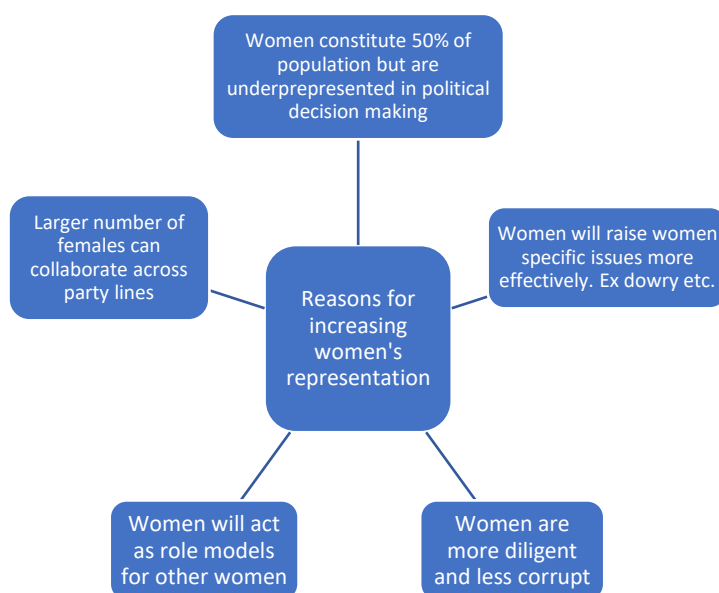 Women constitute 50% of
population but are
underprepresented in political
decision making
Larger number of
females can
collaborate across
party lines
Women will raise women
specific issues more
effectively. Ex dowry etc.
Reasons for
increasing
women's
representation
Women will act
as role models
for other women
Women are
more diligent
and less corrupt